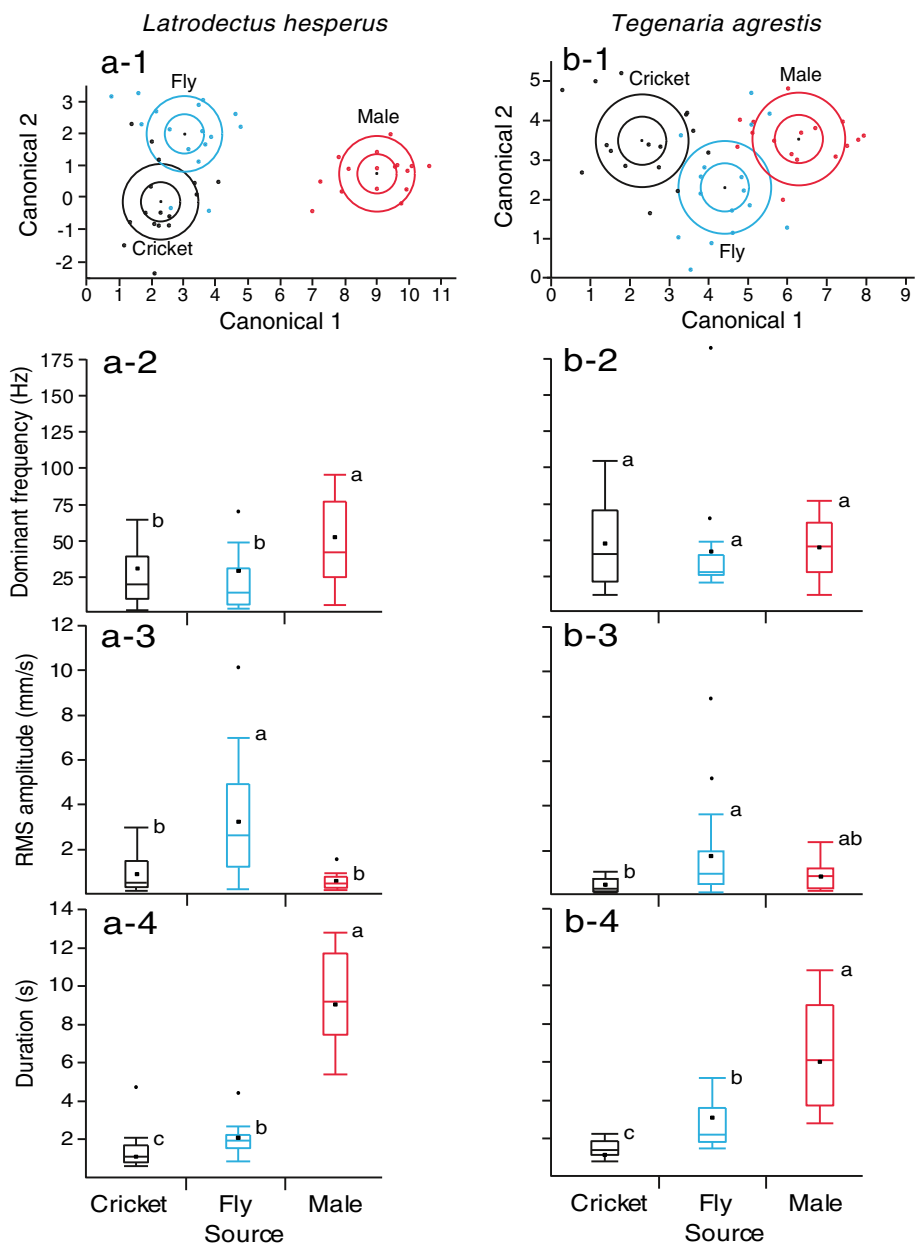 Latrodectus hesperus
Tegenaria agrestis
a-1
Fly
Male
Cricket
Canonical 2
3
2
1
0
-1
-2
0 1 2 3 4 5 6 7 8 9 10 11
Canonical 1
b-1
Cricket
Male
Fly
Canonical 2
5
4
3
2
1
0
0 1 2 3 4 5 6 7 8 9
Canonical 1
a-2
Dominant frequency (Hz)
175
150
125
100
75
50
25
b
b
a
b-2
a
a
a
a-3
RMS amplitude (mm/s)
12
10
8
6
4
2
b
a
b
b-3
b
a
ab
a-4
Duration (s)
14
12
10
8
6
4
2
c
b
a
Cricket Fly Male
Source
b-4
c
b
a
Cricket Fly Male
Source